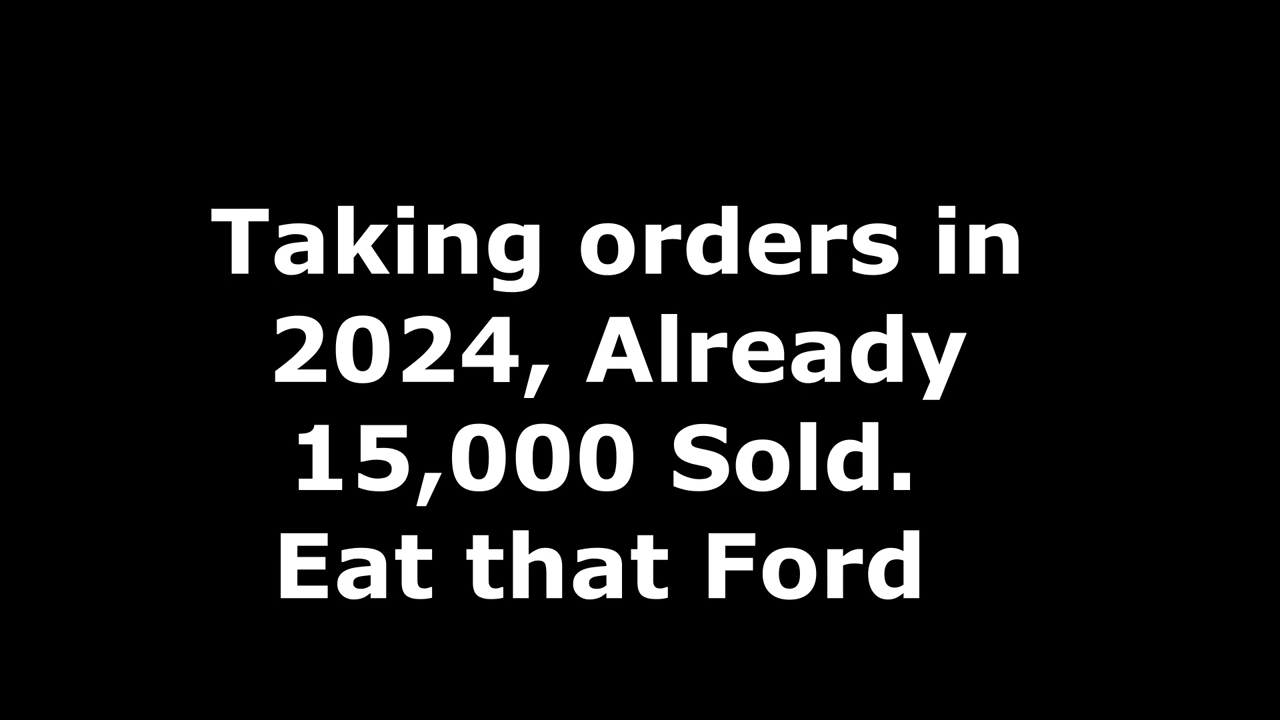 Taking orders in
2024, Already
15,000 Sold.
Eat that Ford